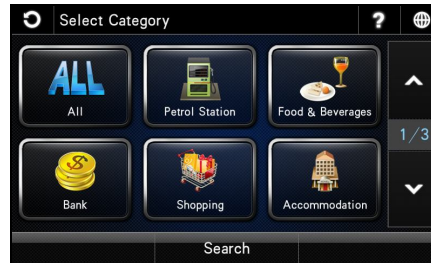 Select Category
?
ALL
All
Petrol Station
Food & Beverages
1/3
$
Bank
Shopping
Accommodation
Search